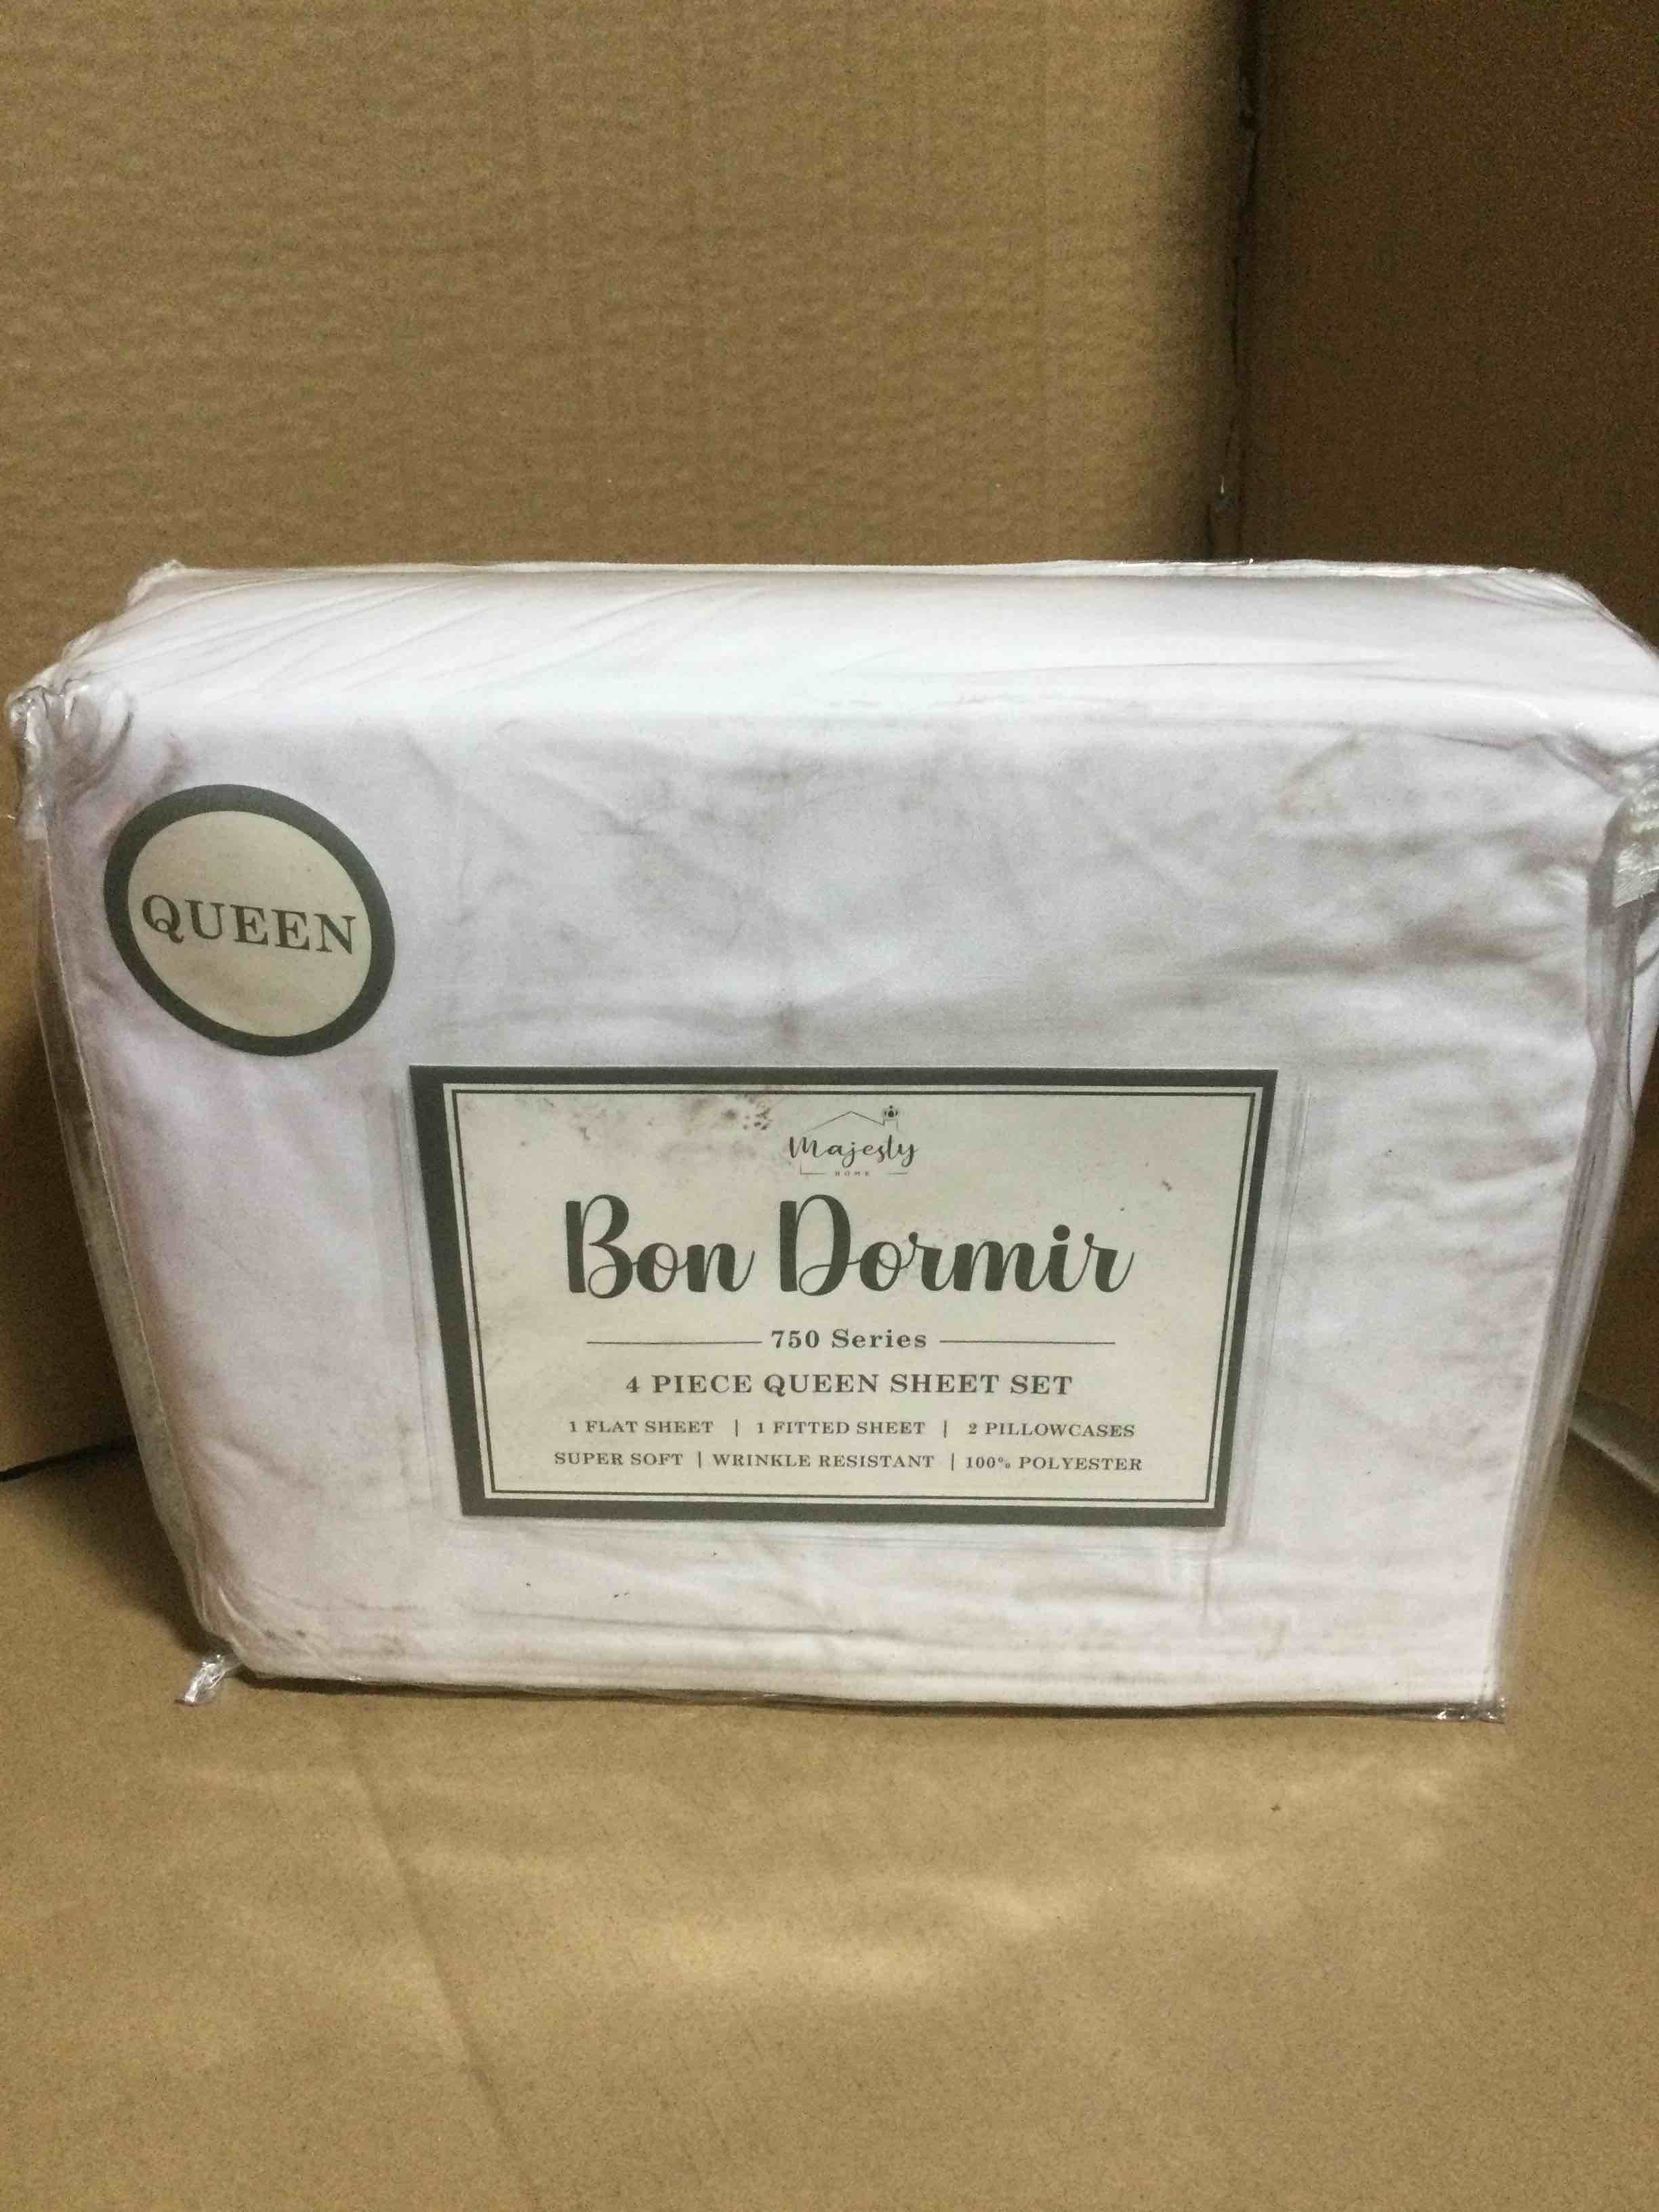 QUEEN
Majesty
HOME
Bon Dormir
750 Series
4 PIECE QUEEN SHEET SET
1 FLAT SHEET | 1 FITTED SHEET | 2 PILLOWCASES
SUPER SOFT | WRINKLE RESISTANT | 100% POLYESTER